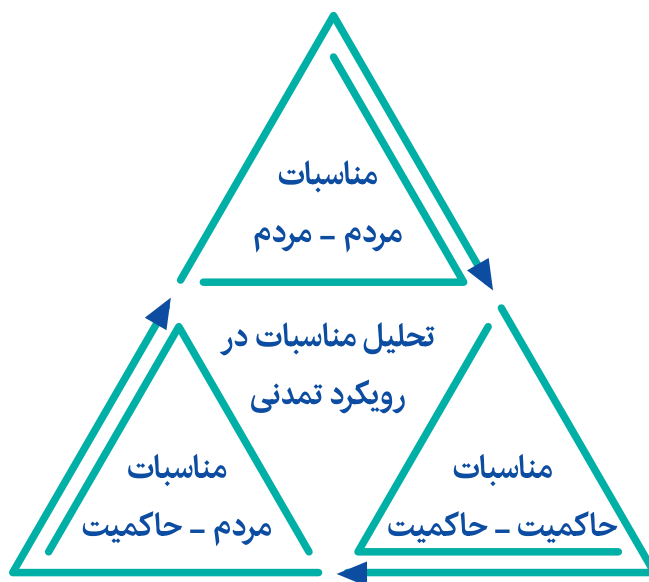 مناسبات
مردم – مردم
تحلیل مناسبات در
رویکرد تمدنی
مناسبات
حاکمیت – حاکمیت
مناسبات
مردم – حاکمیت